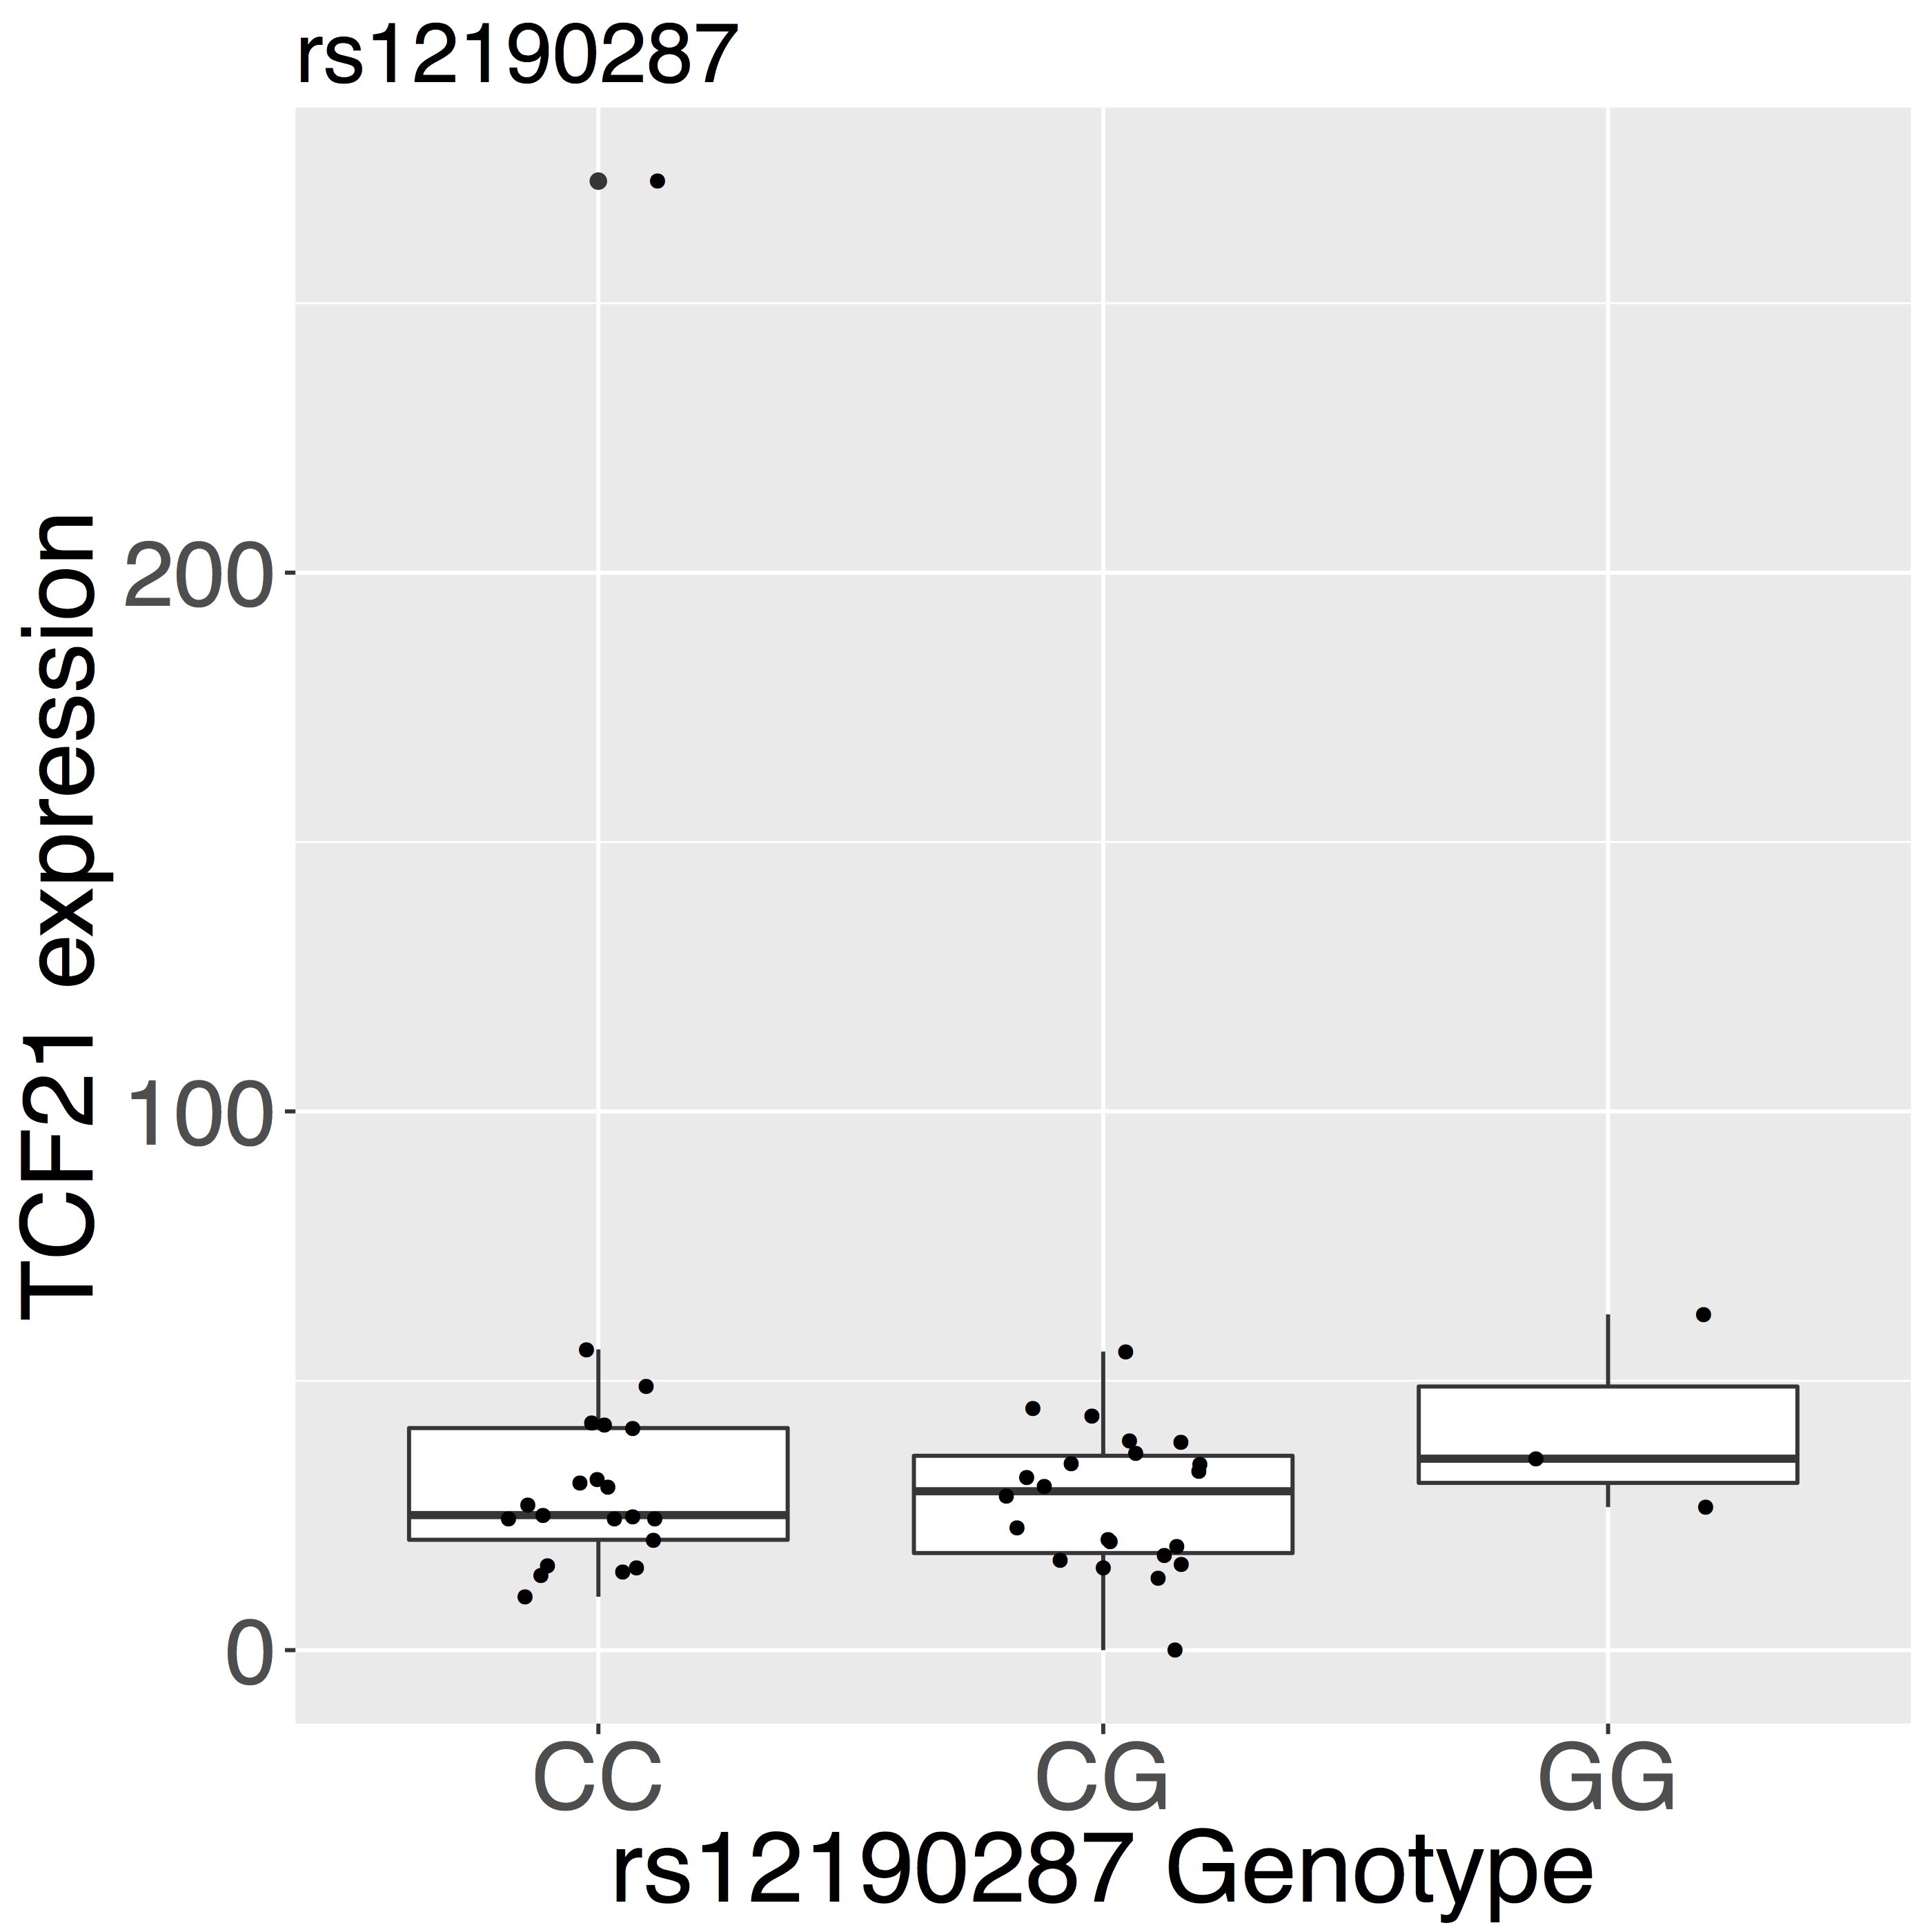 rs12190287
TCF21 expression
200
100
0
CC CG GG
rs12190287 Genotype